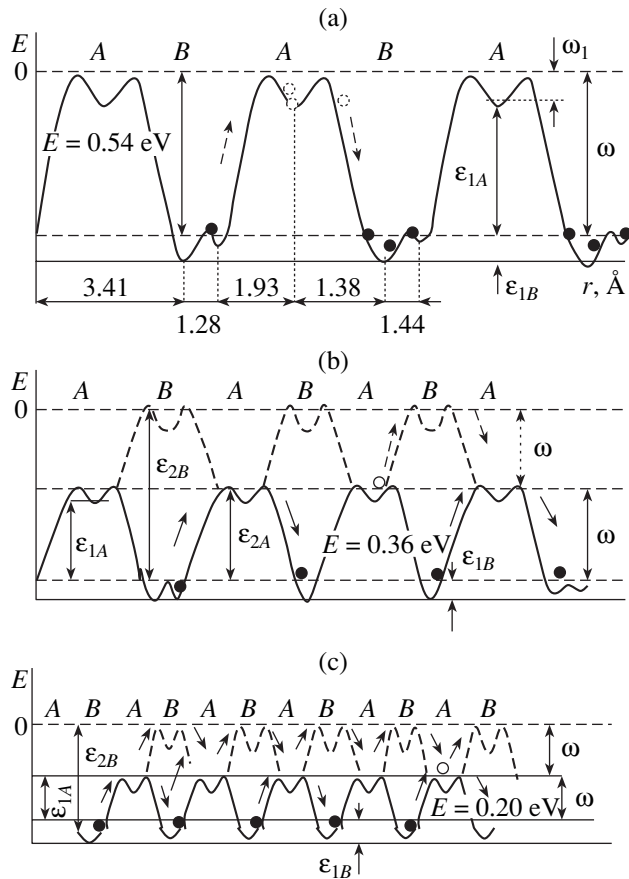 (a)
E A B A B A ω₁
0
E = 0.54 eV ε₁A ω
ε₁B r, Å
3.41 1.93 1.38
1.28 1.44
(b)
E A B A B A B A
0
ε₂B ω
ε₁A ε₂A E = 0.36 eV ε₁B ω
(c)
E A B A B A B A B A B A B
0
ε₂B ω
ε₁A E = 0.20 eV ω
ε₁B